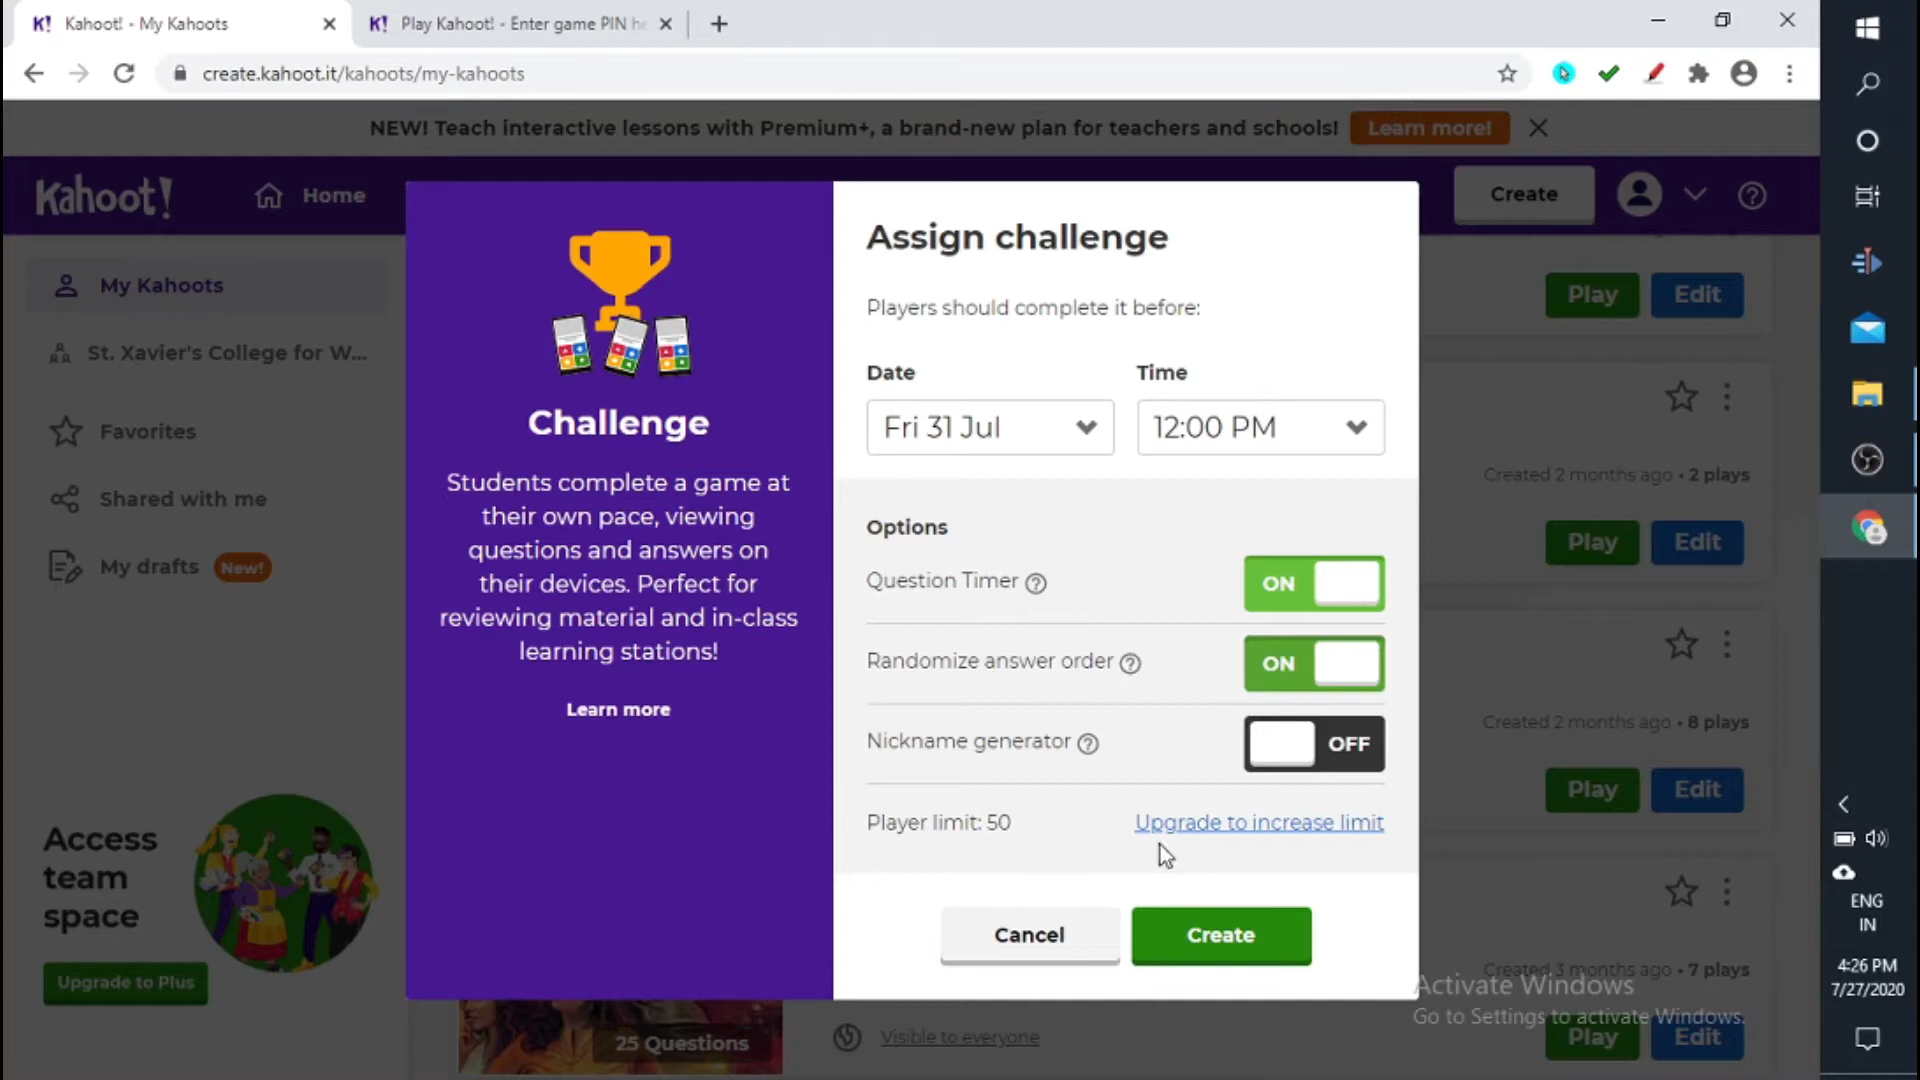 Kahoot! - My Kahoots
Play Kahoot! - Enter game PIN he
create.kahoot.it/kahoots/my-kahoots
NEW! Teach interactive lessons with Premium+, a brand-new plan for teachers and schools!
Learn more!
Kahoot!
Home
Create
My Kahoots
St. Xavier's College for W...
Favorites
Shared with me
My drafts
New!
Access
team
space
Upgrade to Plus
Challenge
Students complete a game at
their own pace, viewing
questions and answers on
their devices. Perfect for
reviewing material and in-class
learning stations!
Learn more
Assign challenge
Players should complete it before:
Date
Time
Fri 31 Jul
12:00 PM
Options
Question Timer
ON
Randomize answer order
ON
Nickname generator
OFF
Player limit: 50
Upgrade to increase limit
Cancel
Create
Play
Edit
Created 2 months ago • 2 plays
Play
Edit
Created 2 months ago • 8 plays
Play
Edit
Created 3 months ago • 7 plays
Play
Edit
25 Questions
Visible to everyone
Activate Windows
Go to Settings to activate Windows.
ENG
IN
4:26 PM
7/27/2020